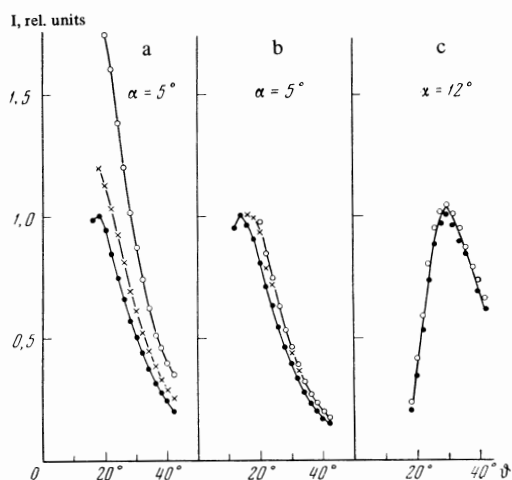 I, rel. units
a b c
α = 5° α = 5° x = 12°
1,5
1,0
0,5
0 20° 40° 20° 40° 20° 40° ϑ